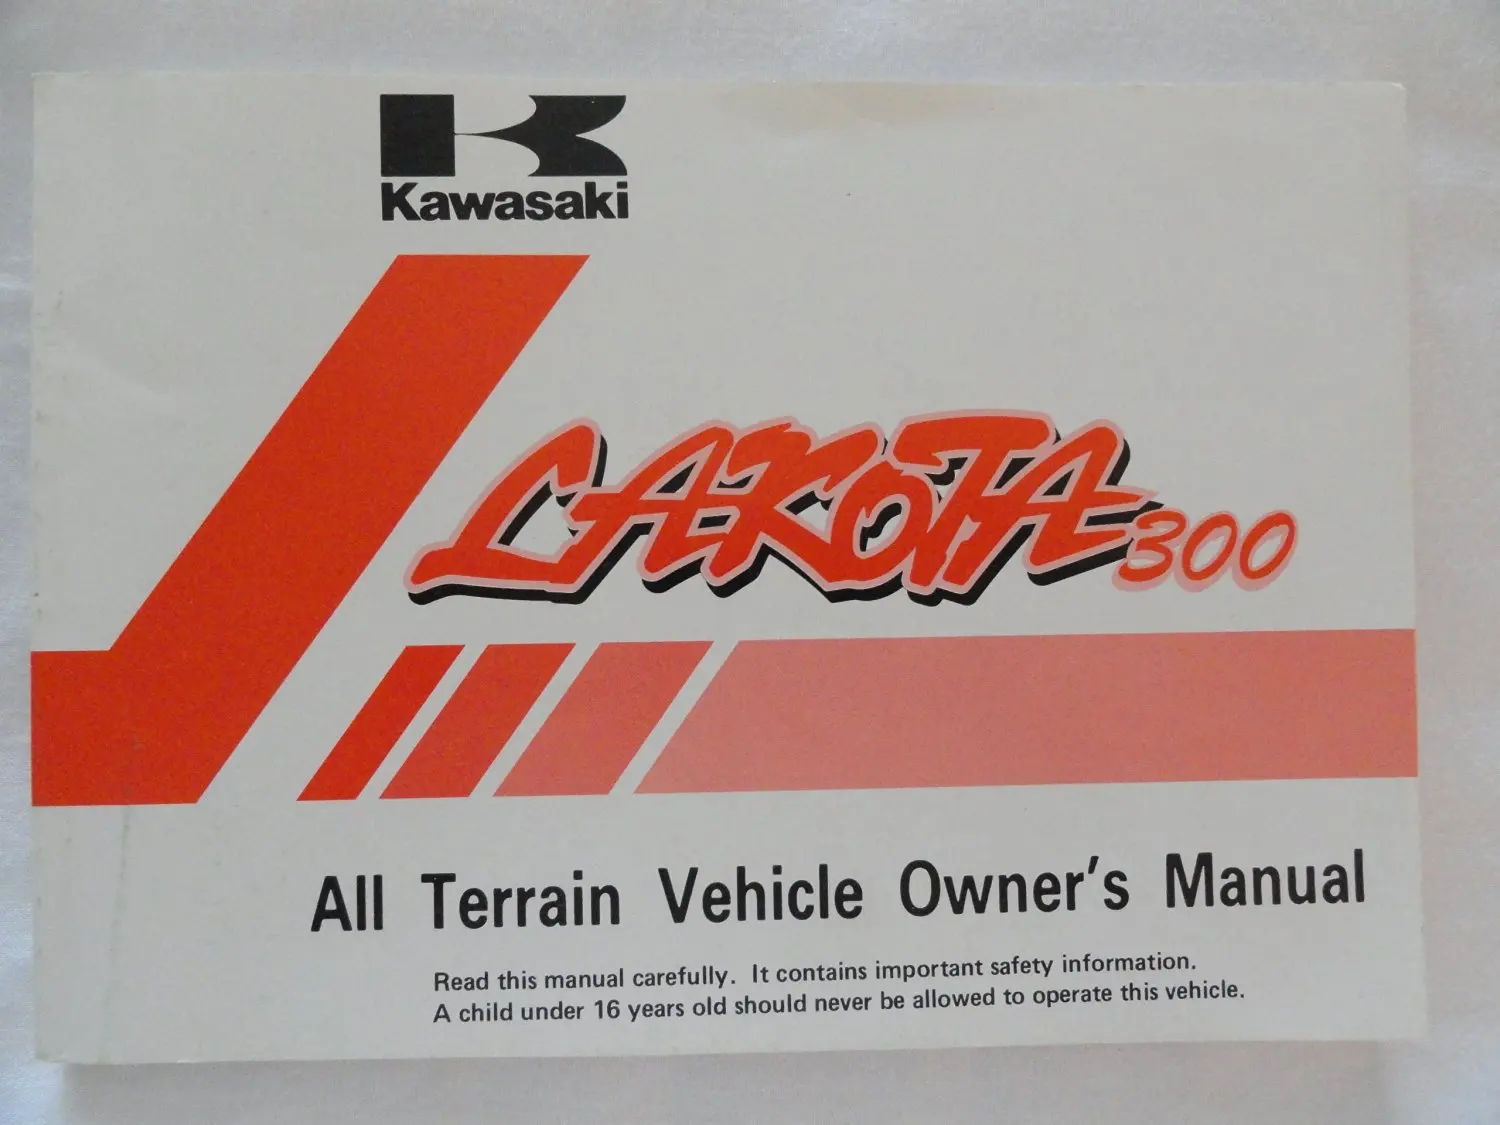 Kawasaki
LAKOTA 300
All Terrain Vehicle Owner's Manual
Read this manual carefully. It contains important safety information.
A child under 16 years old should never be allowed to operate this vehicle.